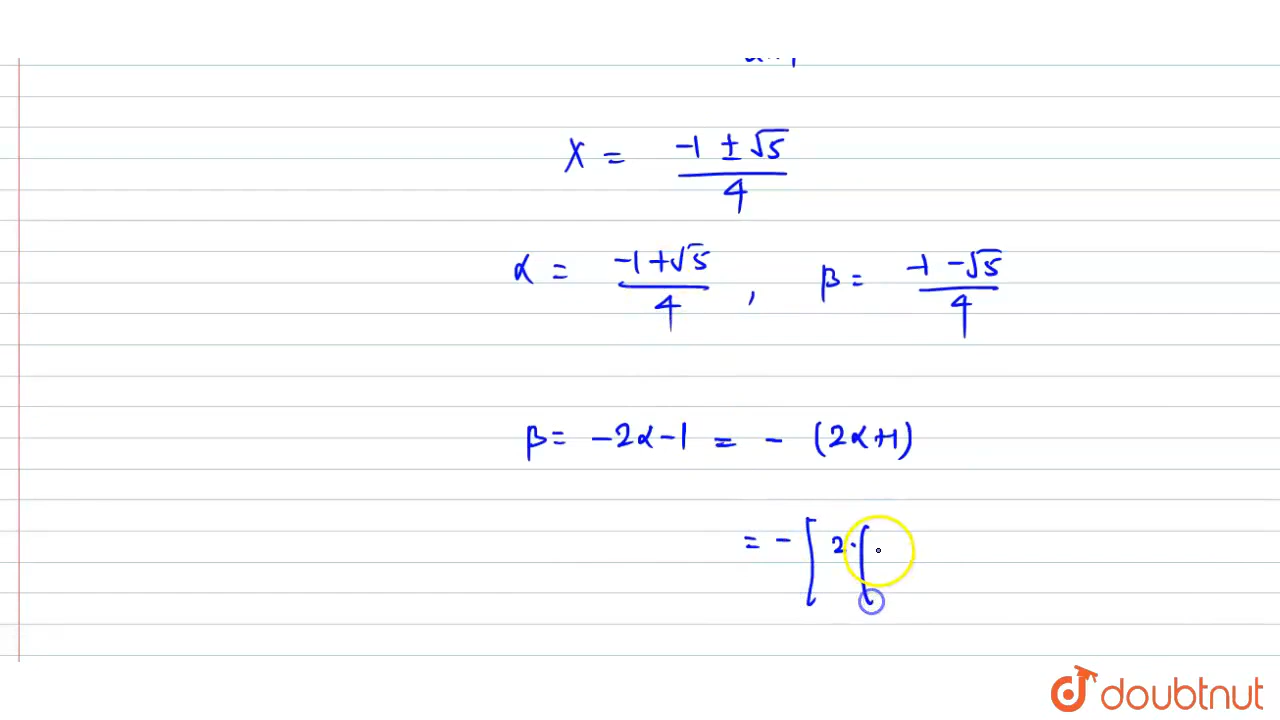 X = -1 ± √5 / 4
α = -1+√5 / 4 , β = -1-√5 / 4
β = -2α-1 = - (2α+1)
= - [ 2·(
doubtnut